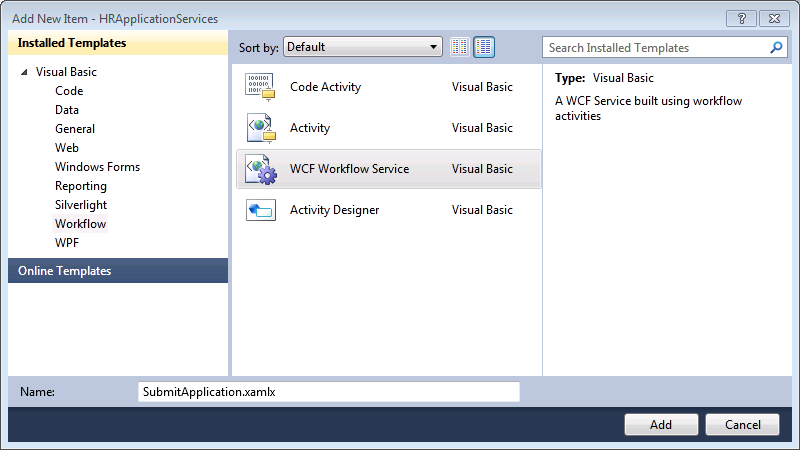 Add New Item - HRApplicationServices
Installed Templates
Visual Basic
Code
Data
General
Web
Windows Forms
Reporting
Silverlight
Workflow
WPF
Online Templates
Sort by: Default
Search Installed Templates
Code Activity Visual Basic
Activity Visual Basic
WCF Workflow Service Visual Basic
Activity Designer Visual Basic
Type: Visual Basic
A WCF Service built using workflow
activities
Name: SubmitApplication.xamlx
Add Cancel